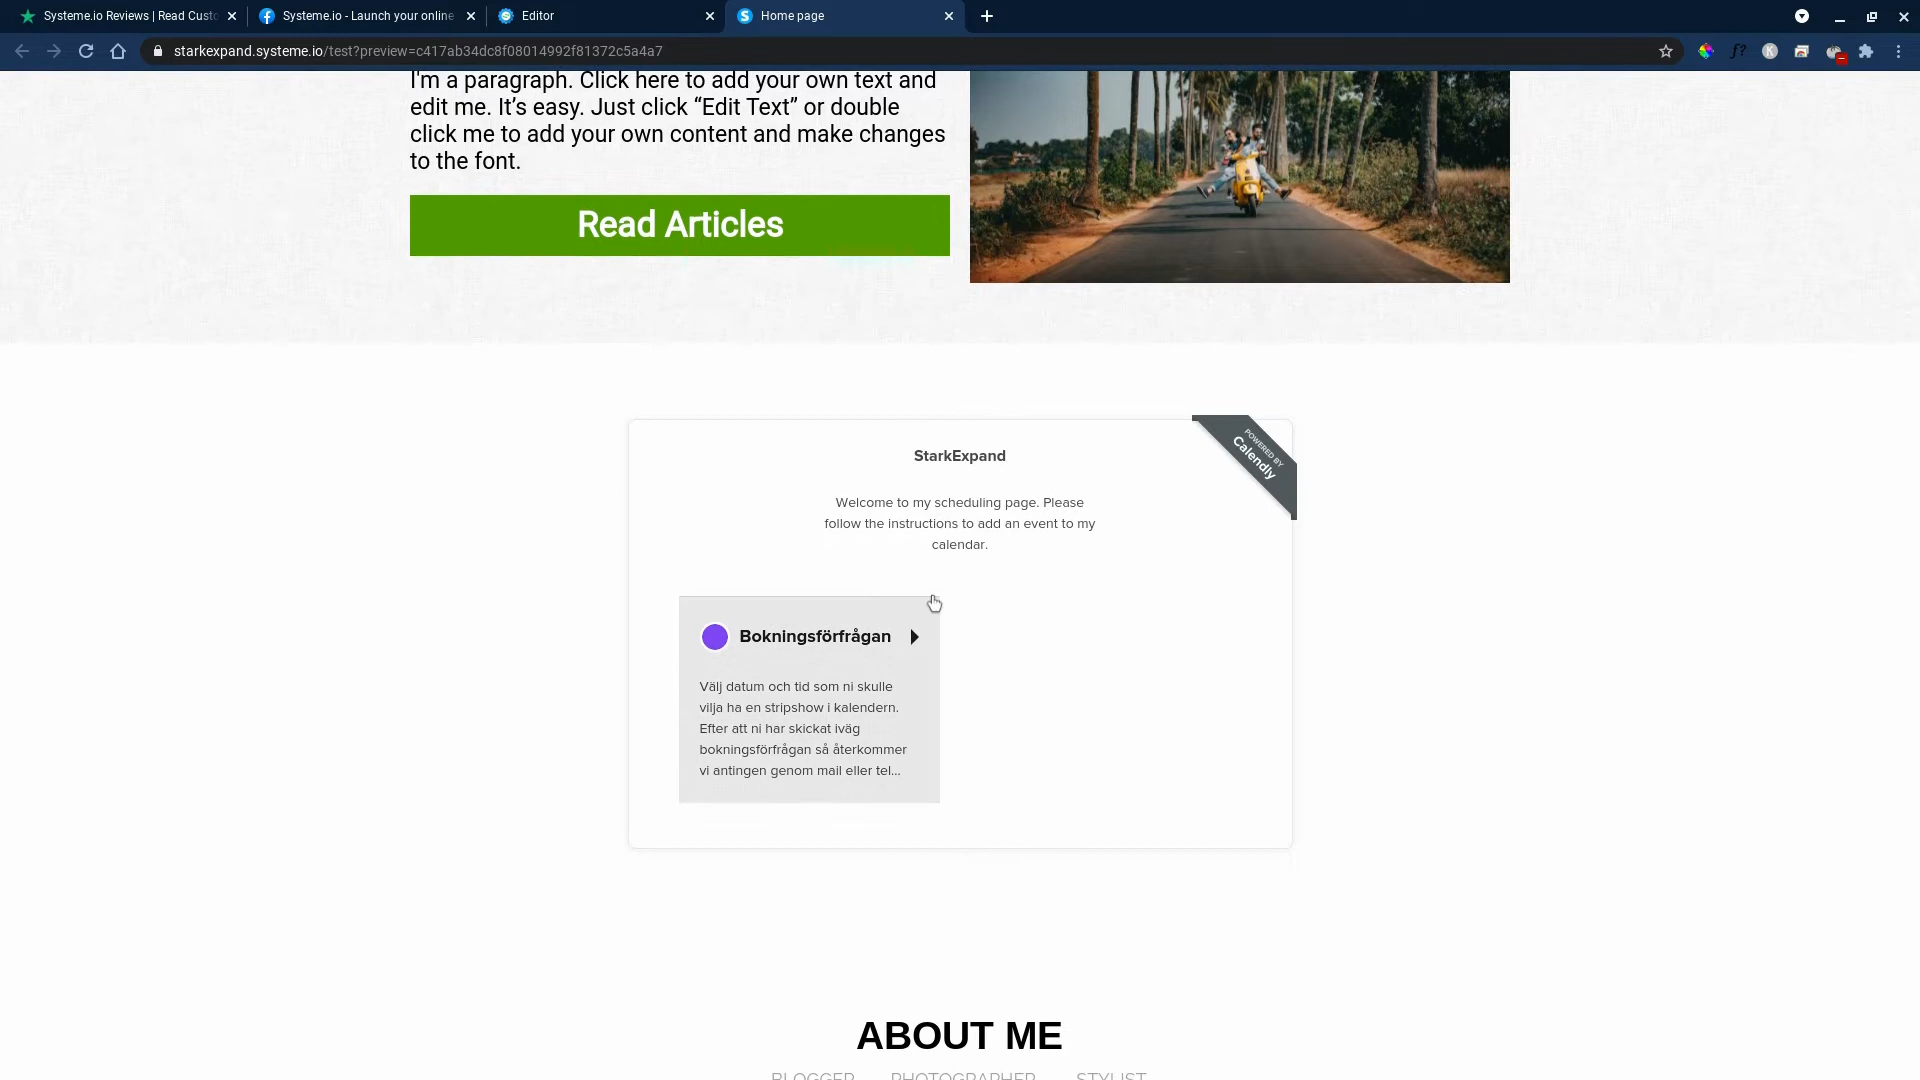 Systeme.io Reviews | Read Custo
Systeme.io - Launch your online
Editor
Home page
starkexpand.systeme.io/test?preview=c417ab34dc8f08014992f81372c5a4a7
f?
K
I'm a paragraph. Click here to add your own text and
edit me. It’s easy. Just click “Edit Text” or double
click me to add your own content and make changes
to the font.
Read Articles
POWERED BY
Calendly
StarkExpand
Welcome to my scheduling page. Please
follow the instructions to add an event to my
calendar.
Bokningsförfrågan
Välj datum och tid som ni skulle
vilja ha en stripshow i kalendern.
Efter att ni har skickat iväg
bokningsförfrågan så återkommer
vi antingen genom mail eller tel...
ABOUT ME
BLOGGER PHOTOGRAPHER STYLIST